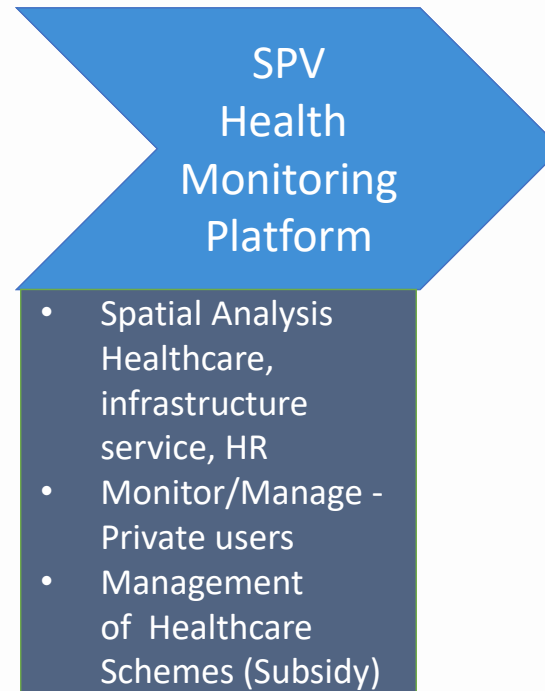 SPV
Health
Monitoring
Platform
• Spatial Analysis
Healthcare,
infrastructure
service, HR
• Monitor/Manage -
Private users
• Management
of Healthcare
Schemes (Subsidy)